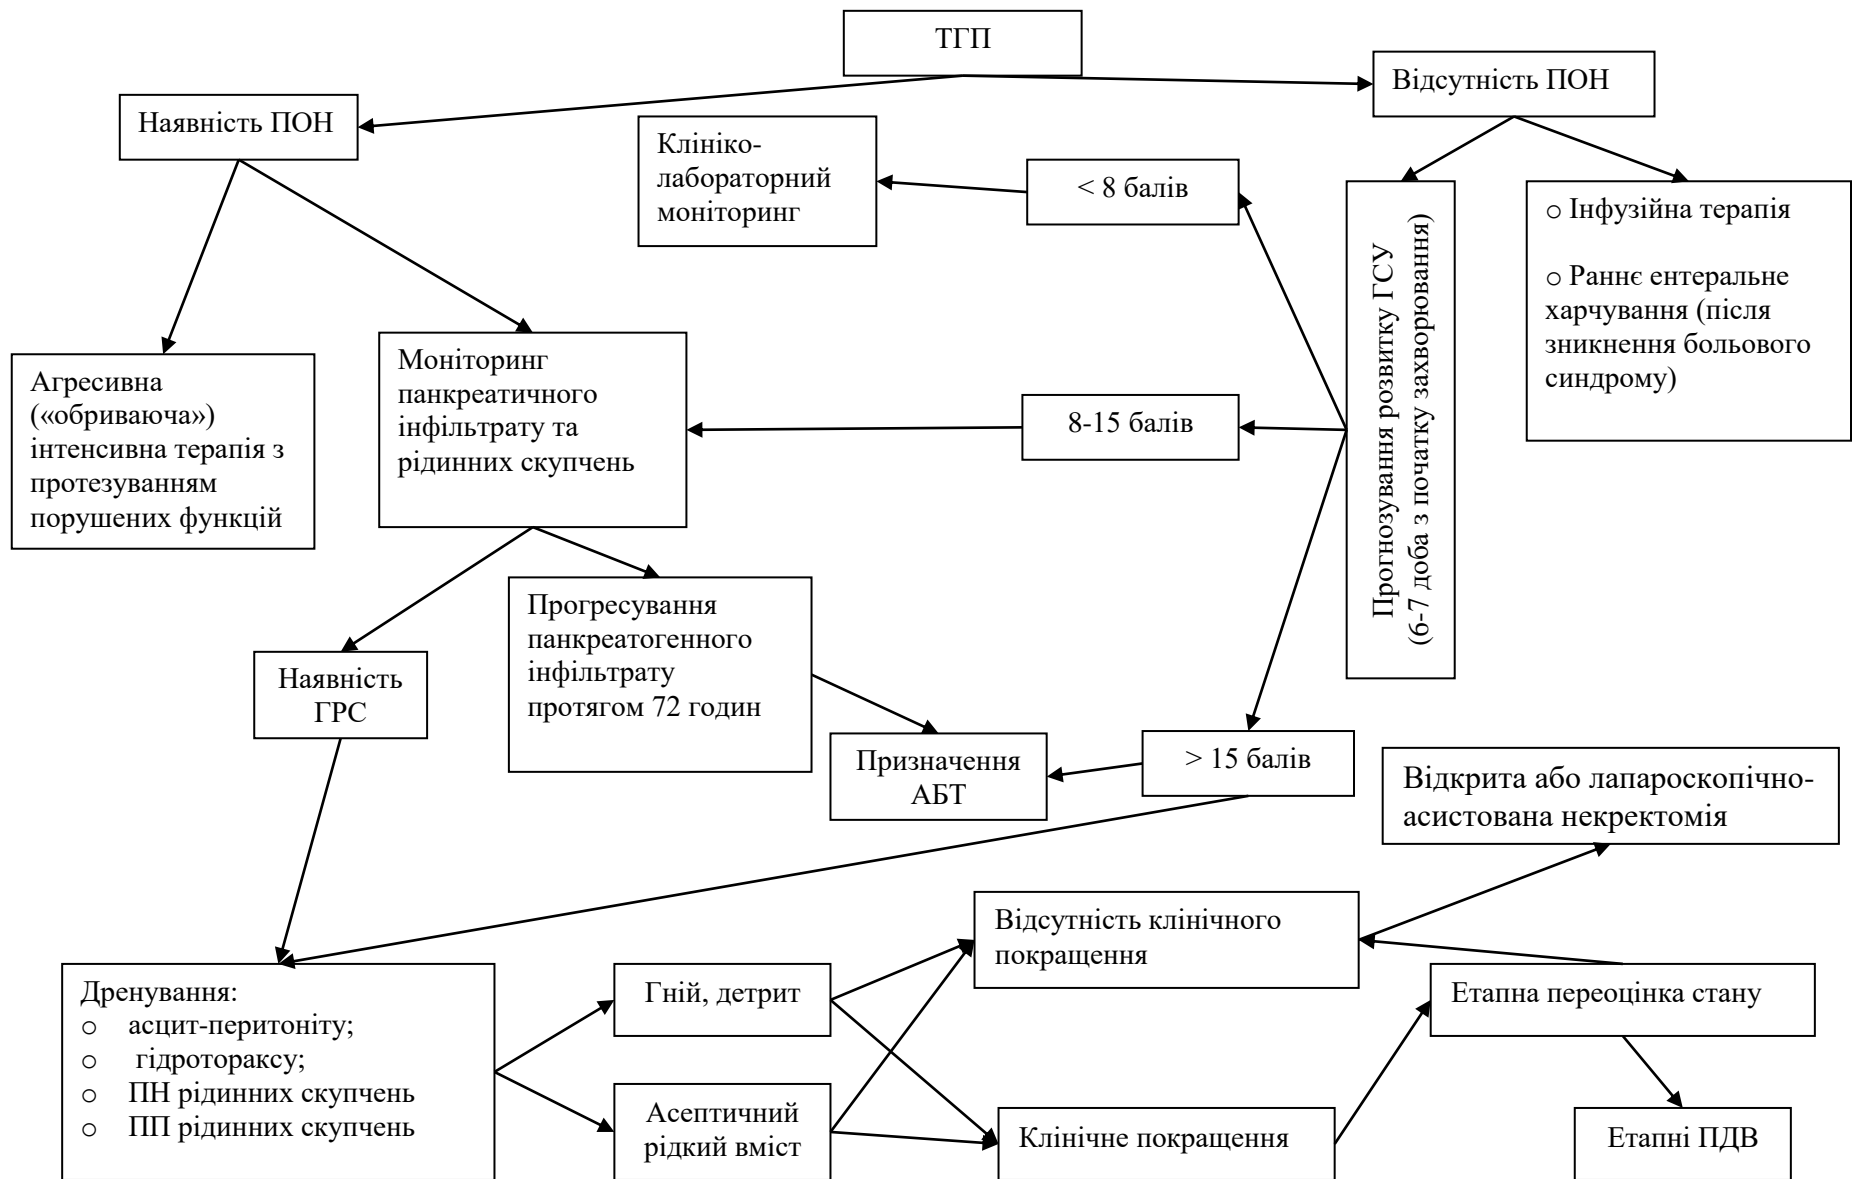 ТГП
Відсутність ПОН
Наявність ПОН
Клініко-
лабораторний
моніторинг
< 8 балів
Прогнозування розвитку ГСУ
(6-7 доба з початку захворювання)
o Інфузійна терапія
o Раннє ентеральне
харчування (після
зникнення больового
синдрому)
Агресивна
(«обриваюча»)
інтенсивна терапія з
протезуванням
порушених функцій
Моніторинг
панкреатичного
інфільтрату та
рідинних скупчень
8-15 балів
Прогресування
панкреатогенного
інфільтрату
протягом 72 годин
Наявність
ГРС
Призначення
АБТ
> 15 балів
Відкрита або лапароскопічно-
асистована некректомія
Відсутність клінічного
покращення
Дренування:
o асцит-перитоніту;
o гідротораксу;
o ПН рідинних скупчень
o ПП рідинних скупчень
Гній, детрит
Етапна переоцінка стану
Асептичний
рідкий вміст
Клінічне покращення
Етапні ПДВ